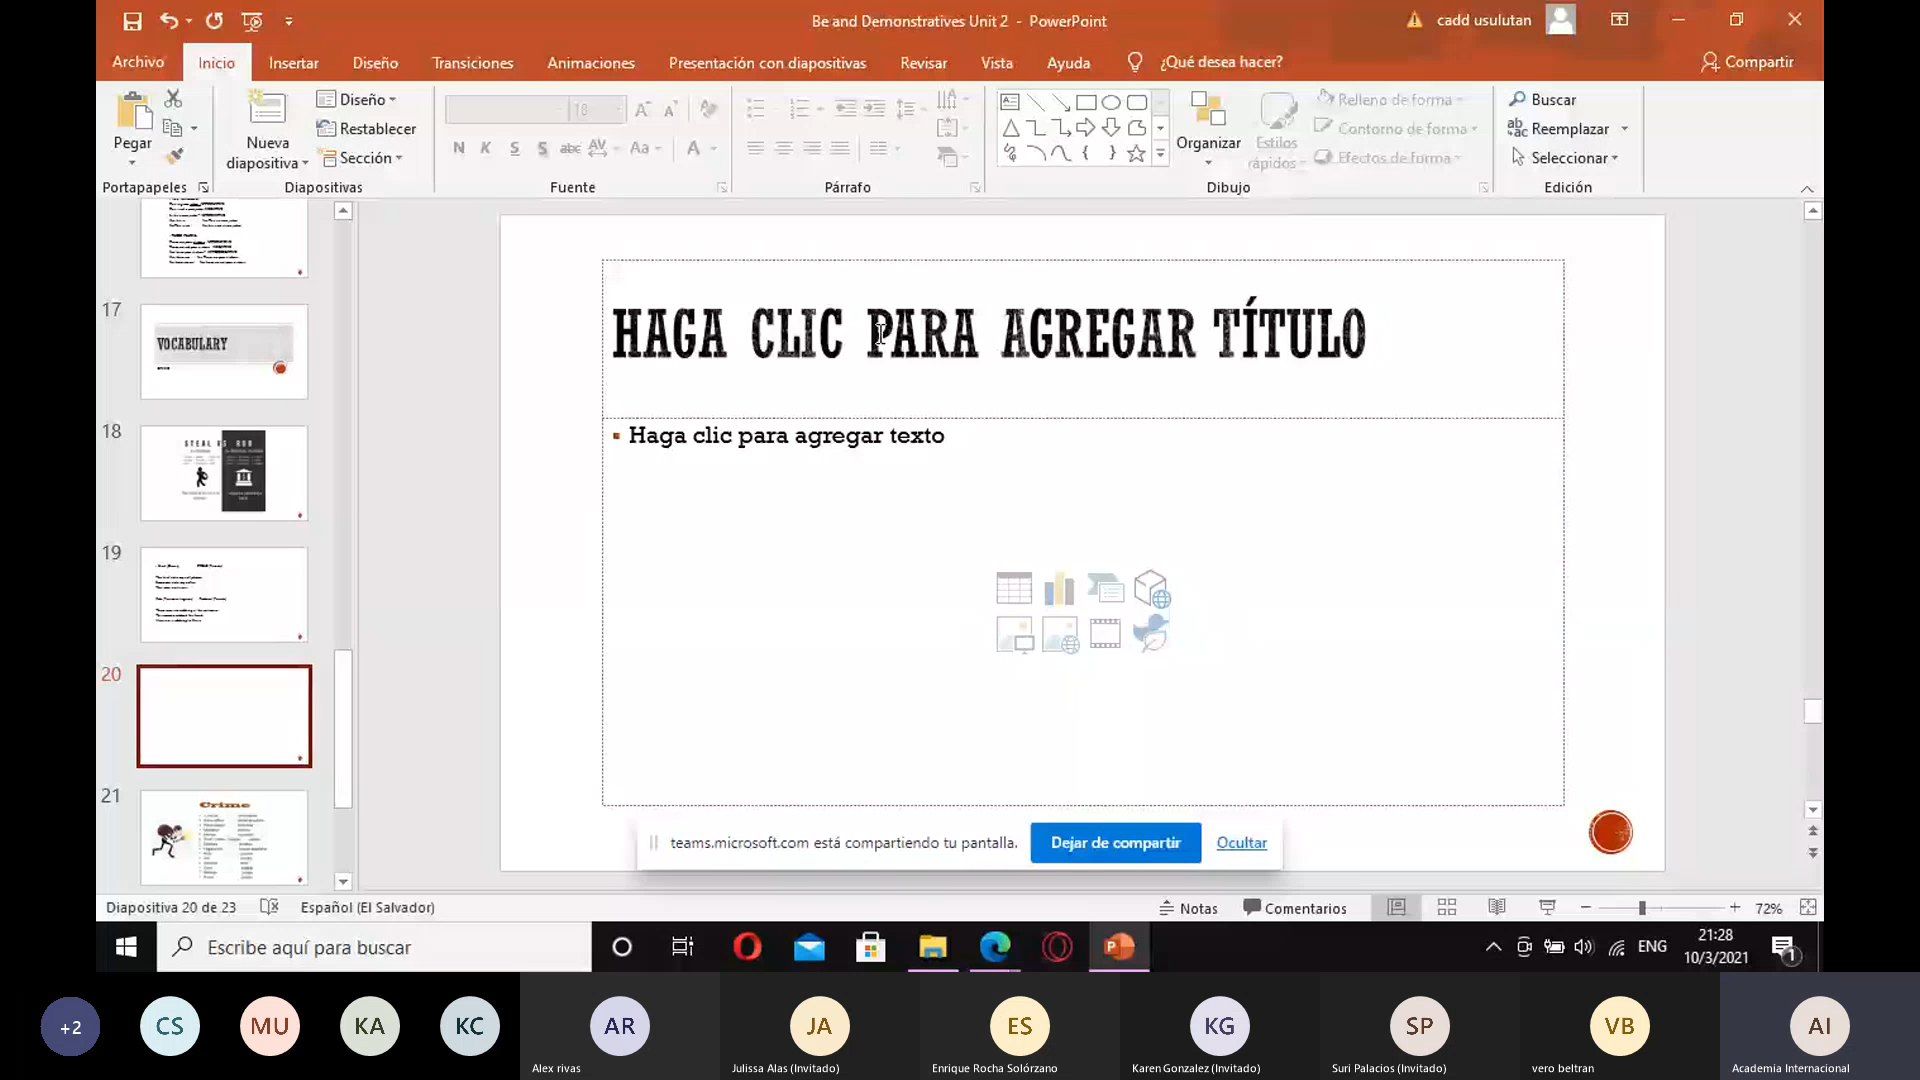 Be and Demonstratives Unit 2 - PowerPoint
cadd usulutan
Archivo Inicio Insertar Diseño Transiciones Animaciones Presentación con diapositivas Revisar Vista Ayuda ¿Qué desea hacer? Compartir
Pegar
Nueva diapositiva
Diseño
Restablecer
Sección
18
N K S S abc AV Aa A
Organizar
Estilos rápidos
Relleno de forma
Contorno de forma
Efectos de forma
Buscar
Reemplazar
Seleccionar
Portapapeles Diapositivas Fuente Párrafo Dibujo Edición
17
VOCABULARY
18
19
20
21
Crime
HAGA CLIC PARA AGREGAR TÍTULO
Haga clic para agregar texto
teams.microsoft.com está compartiendo tu pantalla. Dejar de compartir Ocultar
Diapositiva 20 de 23 Español (El Salvador) Notas Comentarios 72%
Escribe aquí para buscar
ENG
21:28
10/3/2021
1
+2 CS MU KA KC AR JA ES KG SP VB AI
Alex rivas Julissa Alas (Invitado) Enrique Rocha Solórzano Karen Gonzalez (Invitado) Suri Palacios (Invitado) vero beltran Academia Internacional